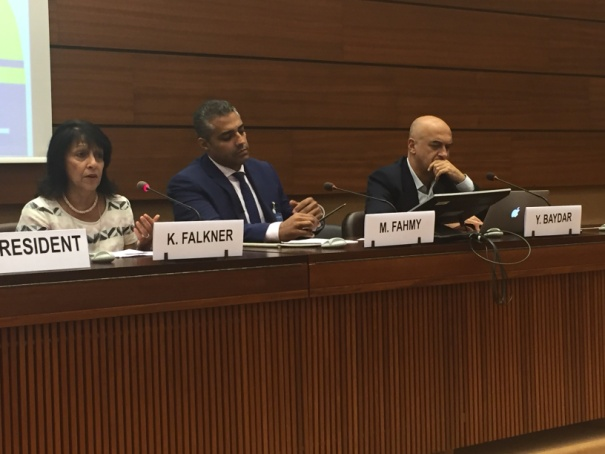 RESIDENT
K. FALKNER
M. FAHMY
Y. BAYDAR